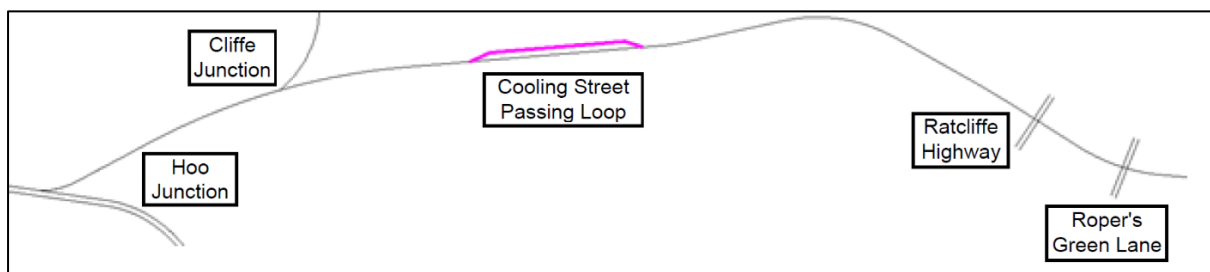 Cliffe
Junction
Cooling Street
Passing Loop
Ratcliffe
Highway
Hoo
Junction
Roper's
Green Lane